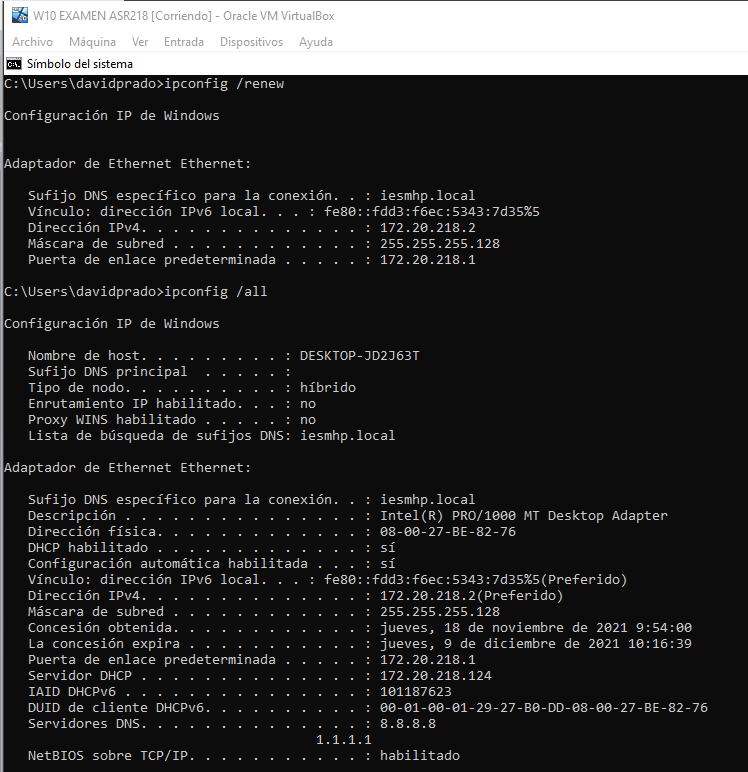 W10 EXAMEN ASR218 [Corriendo] - Oracle VM VirtualBox
Archivo Máquina Ver Entrada Dispositivos Ayuda
Símbolo del sistema
C:\Users\davidprado>ipconfig /renew
Configuración IP de Windows
Adaptador de Ethernet Ethernet:
Sufijo DNS específico para la conexión. . : iesmhp.local
Vínculo: dirección IPv6 local. . . : fe80::fdd3:f6ec:5343:7d35%5
Dirección IPv4. . . . . . . . . . . . . . : 172.20.218.2
Máscara de subred . . . . . . . . . . . . : 255.255.255.128
Puerta de enlace predeterminada . . . . . : 172.20.218.1
C:\Users\davidprado>ipconfig /all
Configuración IP de Windows
Nombre de host. . . . . . . . . : DESKTOP-JD2J63T
Sufijo DNS principal  . . . . . :
Tipo de nodo. . . . . . . . . . : híbrido
Enrutamiento IP habilitado. . . : no
Proxy WINS habilitado . . . . . : no
Lista de búsqueda de sufijos DNS: iesmhp.local
Adaptador de Ethernet Ethernet:
Sufijo DNS específico para la conexión. . : iesmhp.local
Descripción . . . . . . . . . . . . . . . : Intel(R) PRO/1000 MT Desktop Adapter
Dirección física. . . . . . . . . . . . . : 08-00-27-BE-82-76
DHCP habilitado . . . . . . . . . . . . . : sí
Configuración automática habilitada . . . : sí
Vínculo: dirección IPv6 local. . . : fe80::fdd3:f6ec:5343:7d35%5(Preferido)
Dirección IPv4. . . . . . . . . . . . . . : 172.20.218.2(Preferido)
Máscara de subred . . . . . . . . . . . . : 255.255.255.128
Concesión obtenida. . . . . . . . . . . . : jueves, 18 de noviembre de 2021 9:54:00
La concesión expira . . . . . . . . . . . : jueves, 9 de diciembre de 2021 10:16:39
Puerta de enlace predeterminada . . . . . : 172.20.218.1
Servidor DHCP . . . . . . . . . . . . . . : 172.20.218.124
IAID DHCPv6 . . . . . . . . . . . . . . . : 101187623
DUID de cliente DHCPv6. . . . . . . . . . : 00-01-00-01-29-27-B0-DD-08-00-27-BE-82-76
Servidores DNS. . . . . . . . . . . . . . : 8.8.8.8
1.1.1.1
NetBIOS sobre TCP/IP. . . . . . . . . . . : habilitado